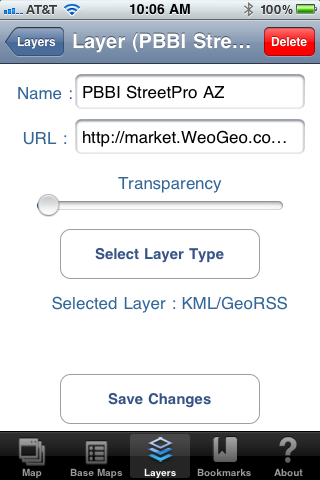 AT&T 10:06 AM 100%
Layers Layer (PBBI Stre... Delete
Name : PBBI StreetPro AZ
URL : http://market.WeoGeo.co...
Transparency
Select Layer Type
Selected Layer : KML/GeoRSS
Save Changes
Map Base Maps Layers Bookmarks About